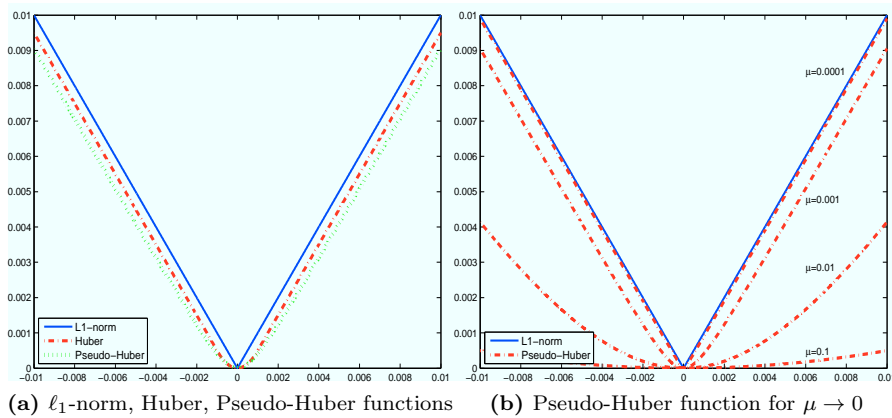 0.01
0.009
0.008
0.007
0.006
0.005
0.004
0.003
0.002
0.001
0
−0.01 −0.008 −0.006 −0.004 −0.002 0 0.002 0.004 0.006 0.008 0.01
L1−norm
Huber
Pseudo−Huber
(a) ℓ₁-norm, Huber, Pseudo-Huber functions
0.01
0.009
0.008
0.007
0.006
0.005
0.004
0.003
0.002
0.001
0
−0.01 −0.008 −0.006 −0.004 −0.002 0 0.002 0.004 0.006 0.008 0.0
μ=0.0001
μ=0.001
μ=0.01
μ=0.1
L1−norm
Pseudo−Huber
(b) Pseudo-Huber function for μ → 0